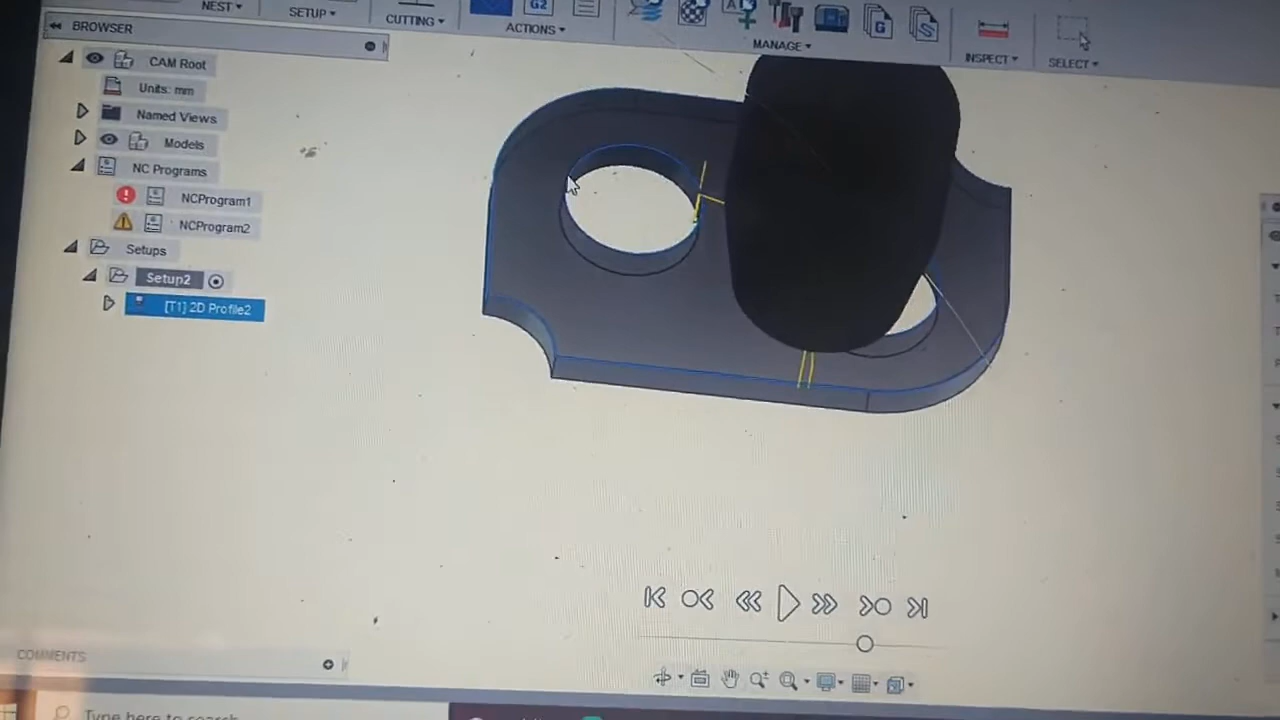 NEST
SETUP
CUTTING
G2
ACTIONS
MANAGE
G
INSPECT
SELECT
BROWSER
CAM Root
Units: mm
Named Views
Models
NC Programs
NCProgram1
NCProgram2
Setups
Setup2
[T1] 2D Profile2
COMMENTS
Type here to search